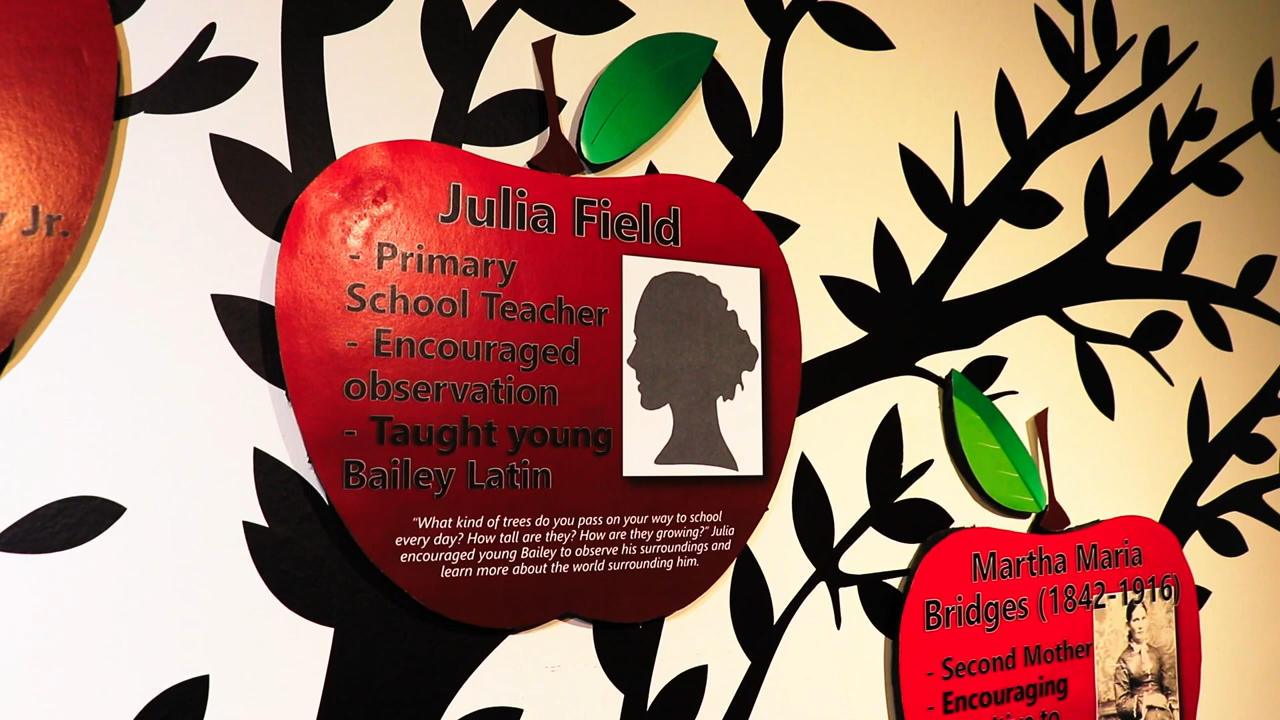 Jr.
Julia Field
- Primary
School Teacher
- Encouraged
observation
- Taught young
Bailey Latin
"What kind of trees do you pass on your way to school
every day? How tall are they? How are they growing?" Julia
encouraged young Bailey to observe his surroundings and
learn more about the world surrounding him.
Martha Maria
Bridges (1842-1916)
- Second Mother
- Encouraging
to